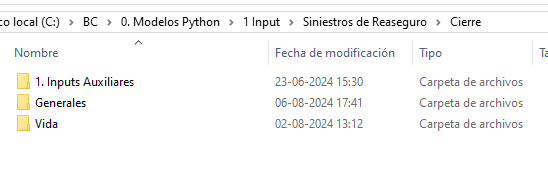 co local (C:) > BC > 0. Modelos Python > 1 Input > Siniestros de Reaseguro > Cierre
Nombre Fecha de modificación Tipo Ta
1. Inputs Auxiliares 23-06-2024 15:30 Carpeta de archivos
Generales 06-08-2024 17:41 Carpeta de archivos
Vida 02-08-2024 13:12 Carpeta de archivos